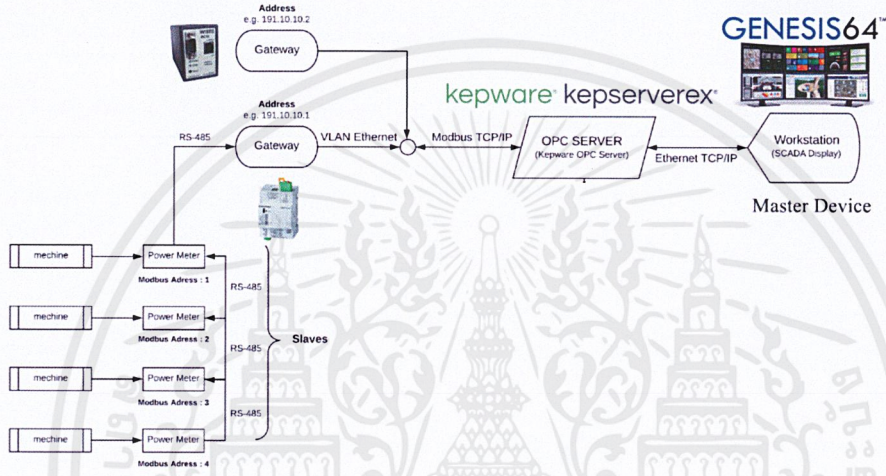 Address
e.g. 191.10.10.2
Gateway
GENESIS64™
kepware® kepserverex®
Address
e.g. 191.10.10.1
RS-485
Gateway
VLAN Ethernet
Modbus TCP/IP
OPC SERVER
(Kepware OPC Server)
Ethernet TCP/IP
Workstation
(SCADA Display)
Master Device
mechine
Power Meter
Modbus Adress : 1
RS-485
mechine
Power Meter
Modbus Adress : 2
RS-485
Slaves
mechine
Power Meter
Modbus Adress : 3
RS-485
mechine
Power Meter
Modbus Adress : 4